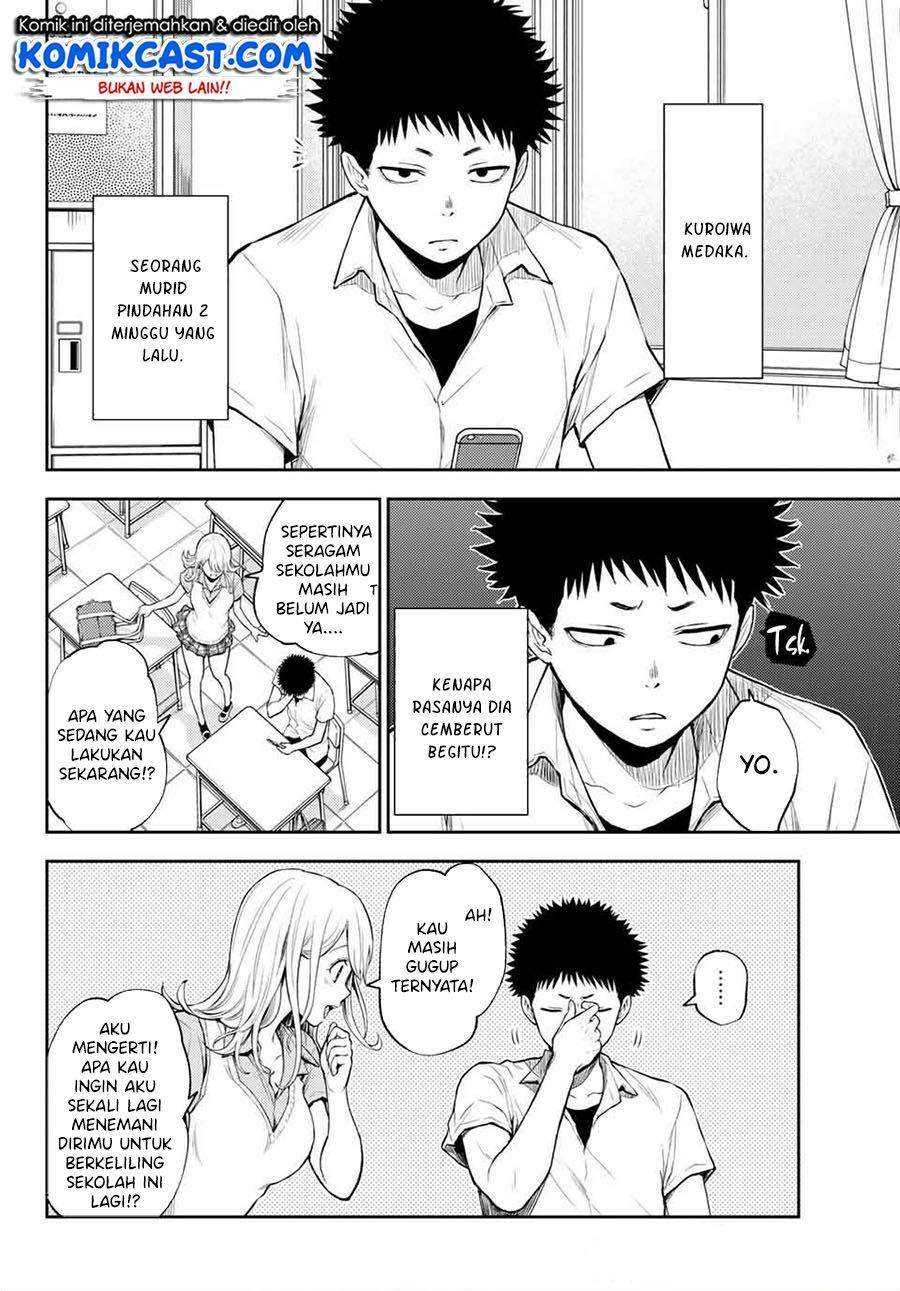 Komik ini diterjemahkan & diedit oleh
KOMIKCAST.COM
BUKAN WEB LAIN!!
KUROIWA
MEDAKA.
SEORANG
MURID
PINDAHAN 2
MINGGU YANG
LALU.
Tsk.
YO.
KENAPA
RASANYA DIA
CEMBERUT
BEGITU!?
SEPERTINYA
SERAGAM
SEKOLAHMU
MASIH
BELUM JADI
YA....
T
APA YANG
SEDANG KAU
LAKUKAN
SEKARANG!?
.....
AH!
KAU
MASIH
GUGUP
TERNYATA!
AKU
MENGERTI!
APA KAU
INGIN AKU
SEKALI LAGI
MENEMANI
DIRIMU UNTUK
BERKELILING
SEKOLAH INI
LAGI!?